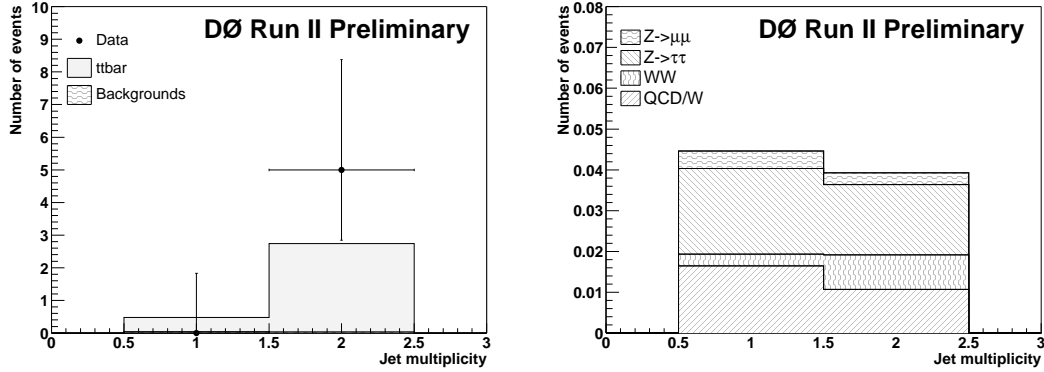 DØ Run II Preliminary
Number of events
10
9
8
7
6
5
4
3
2
1
0
Data
ttbar
Backgrounds
0 0.5 1 1.5 2 2.5 3
Jet multiplicity
DØ Run II Preliminary
Number of events
0.08
0.07
0.06
0.05
0.04
0.03
0.02
0.01
0
Z->μμ
Z->ττ
WW
QCD/W
0 0.5 1 1.5 2 2.5 3
Jet multiplicity